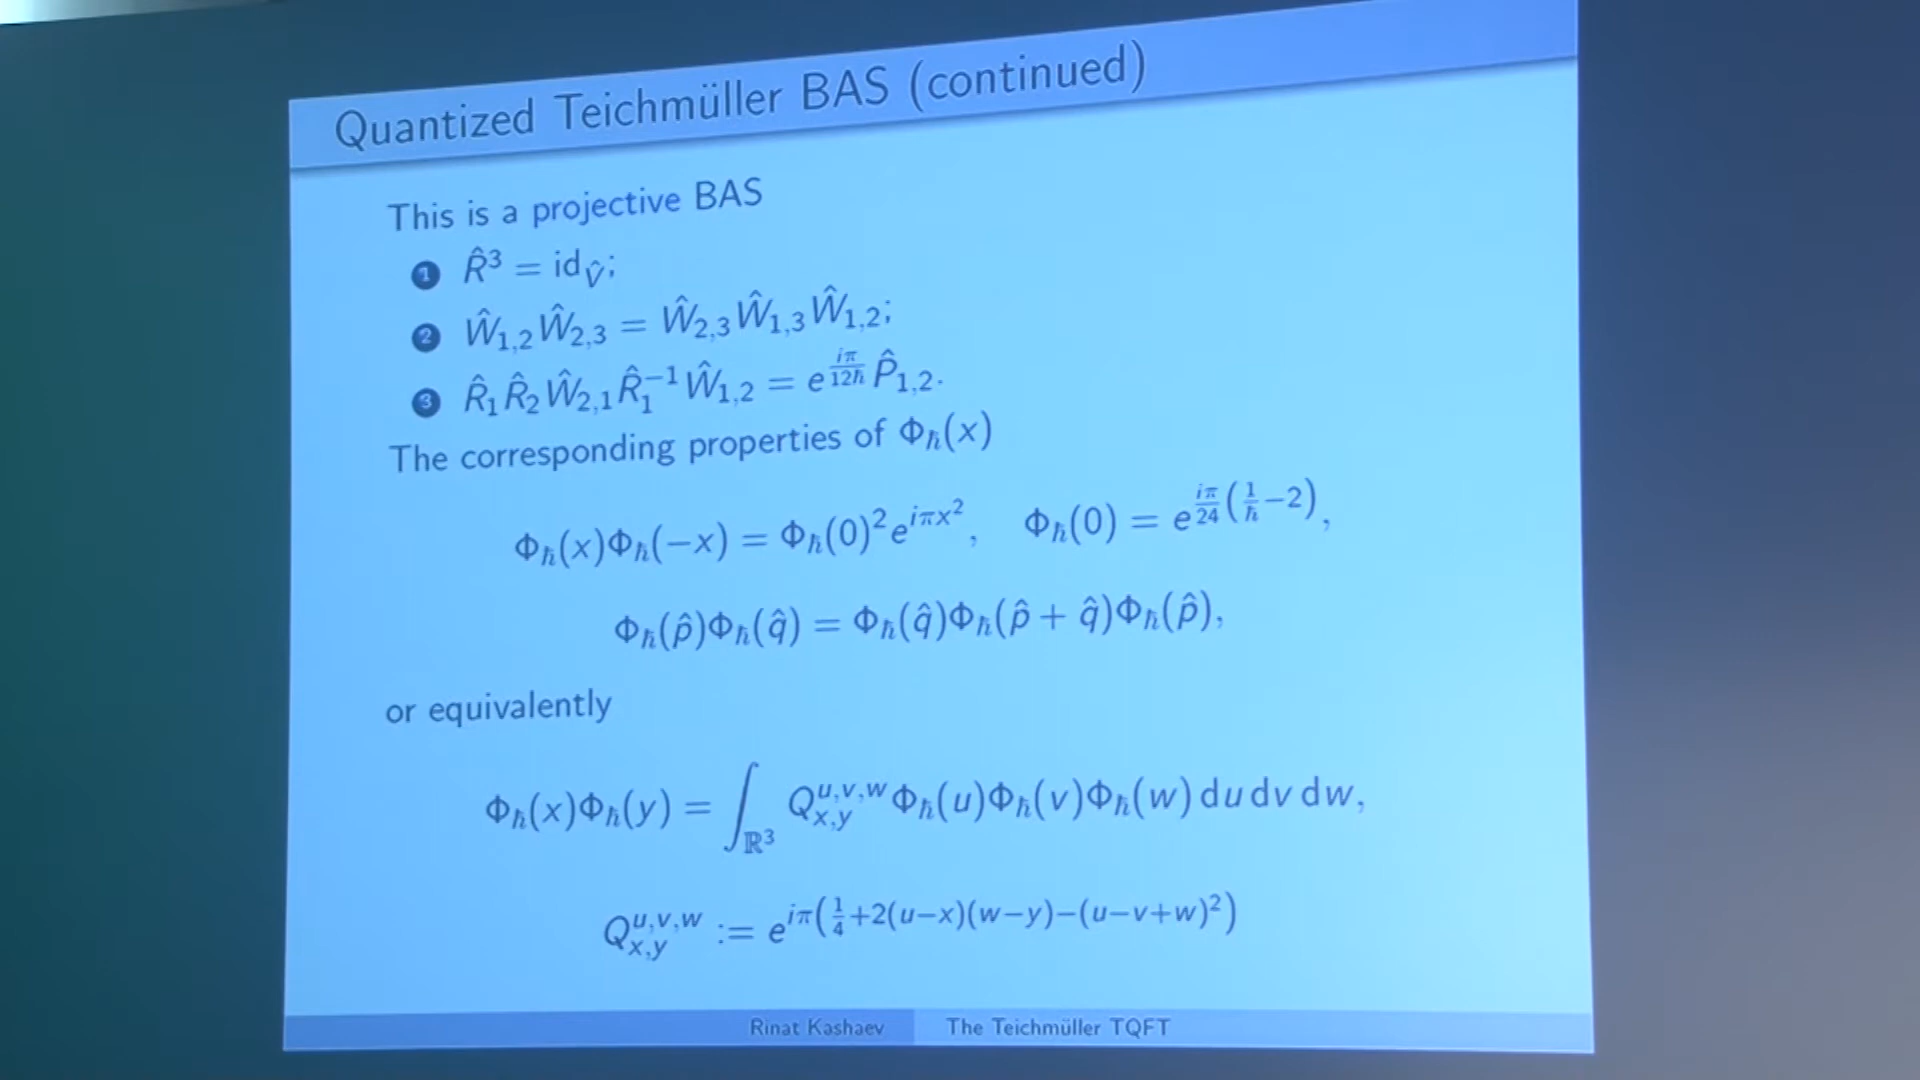 Quantized Teichmüller BAS (continued)
This is a projective BAS
1 R̂³ = id_V̂;
2 Ŵ₁,₂Ŵ₂,₃ = Ŵ₂,₃Ŵ₁,₃Ŵ₁,₂;
3 R̂₁R̂₂Ŵ₂,₁R̂₁⁻¹Ŵ₁,₂ = e^{iπ/12ℏ} P̂₁,₂.
The corresponding properties of Φ_ℏ(x)
Φ_ℏ(x)Φ_ℏ(−x) = Φ_ℏ(0)² e^{iπx²}, Φ_ℏ(0) = e^{iπ/24(1/ℏ−2)},
Φ_ℏ(p̂)Φ_ℏ(q̂) = Φ_ℏ(q̂)Φ_ℏ(p̂ + q̂)Φ_ℏ(p̂),
or equivalently
Φ_ℏ(x)Φ_ℏ(y) = ∫_{ℝ³} Q_{x,y}^{u,v,w} Φ_ℏ(u)Φ_ℏ(v)Φ_ℏ(w) du dv dw,
Q_{x,y}^{u,v,w} := e^{iπ(1/4+2(u−x)(w−y)−(u−v+w)²)}
Rinat Kashaev The Teichmüller TQFT